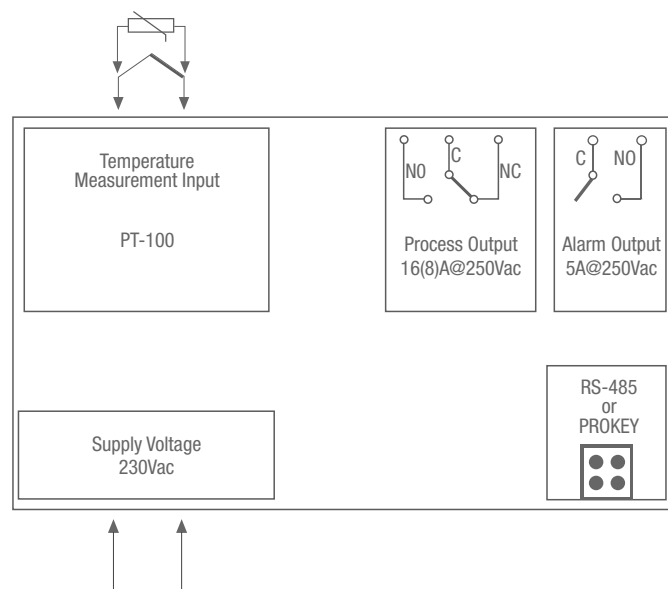 Temperature
Measurement Input
PT-100
NO
C
NC
Process Output
16(8)A@250Vac
C
NO
Alarm Output
5A@250Vac
Supply Voltage
230Vac
RS-485
or
PROKEY